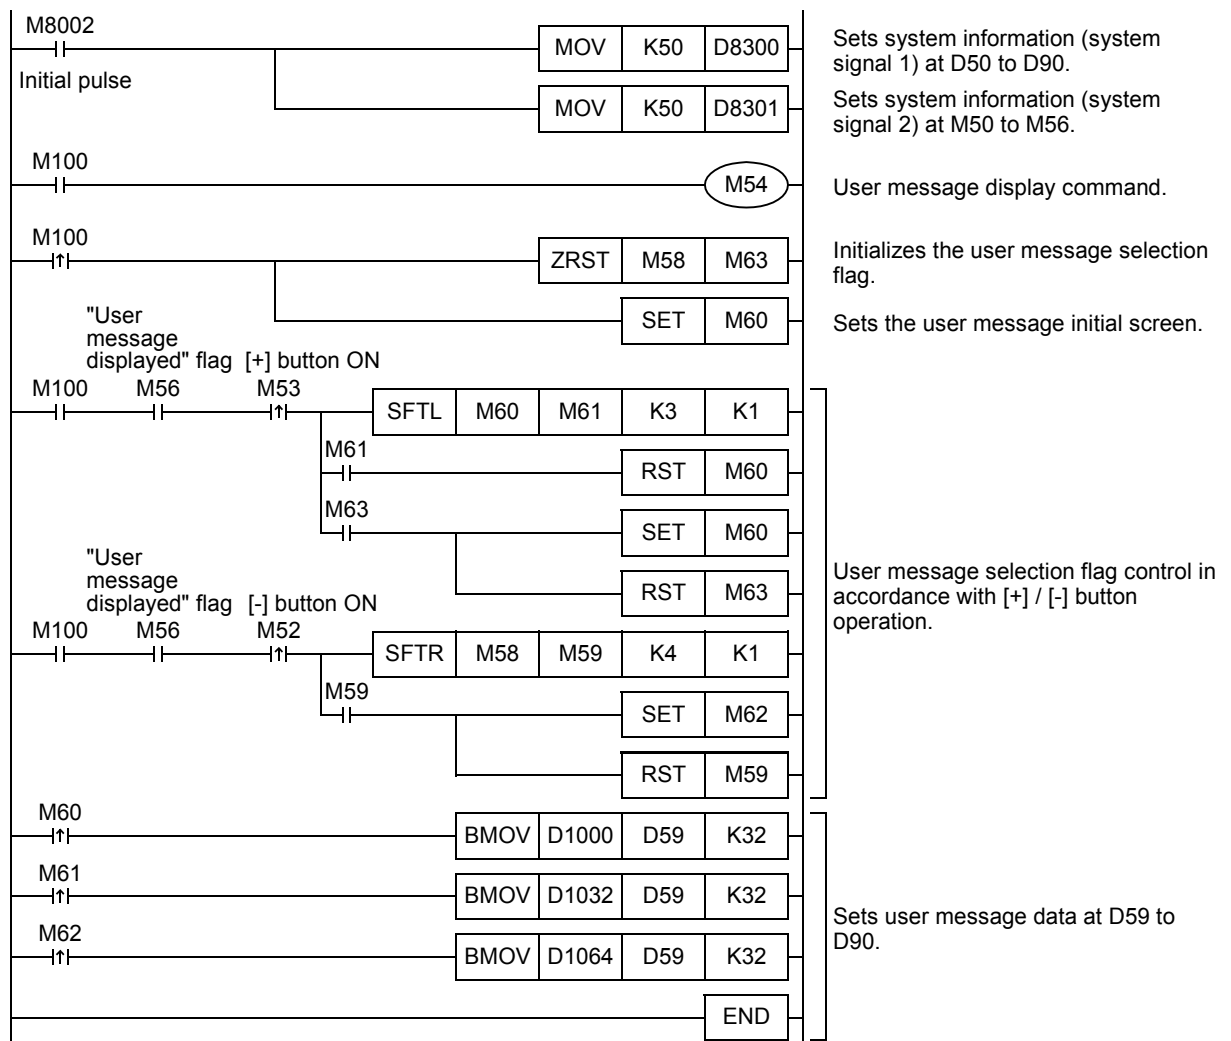 M8002
MOV K50 D8300
Sets system information (system
signal 1) at D50 to D90.
Initial pulse
MOV K50 D8301
Sets system information (system
signal 2) at M50 to M56.
M100
M54
User message display command.
M100
ZRST M58 M63
Initializes the user message selection
flag.
SET M60
Sets the user message initial screen.
"User
message
displayed" flag [+] button ON
M100 M56 M53
SFTL M60 M61 K3 K1
M61
RST M60
M63
SET M60
RST M63
"User
message
displayed" flag [-] button ON
M100 M56 M52
SFTR M58 M59 K4 K1
M59
SET M62
RST M59
User message selection flag control in
accordance with [+] / [-] button
operation.
M60
BMOV D1000 D59 K32
M61
BMOV D1032 D59 K32
M62
BMOV D1064 D59 K32
Sets user message data at D59 to
D90.
END